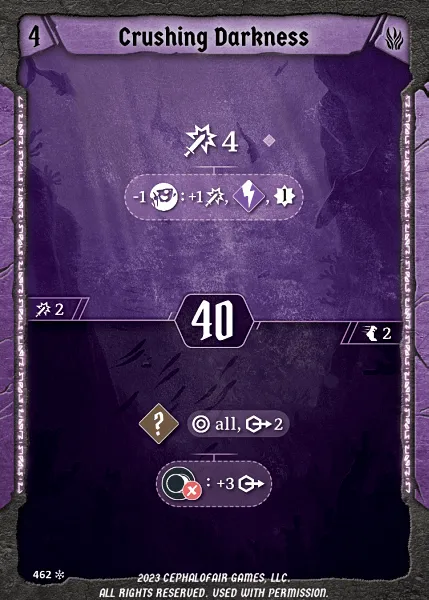 4 Crushing Darkness
4
-1 : +1 , , 1
2
40
2
? all, 2
: +3
462
2023 CEPHALOFAIR GAMES, LLC.
ALL RIGHTS RESERVED. USED WITH PERMISSION.